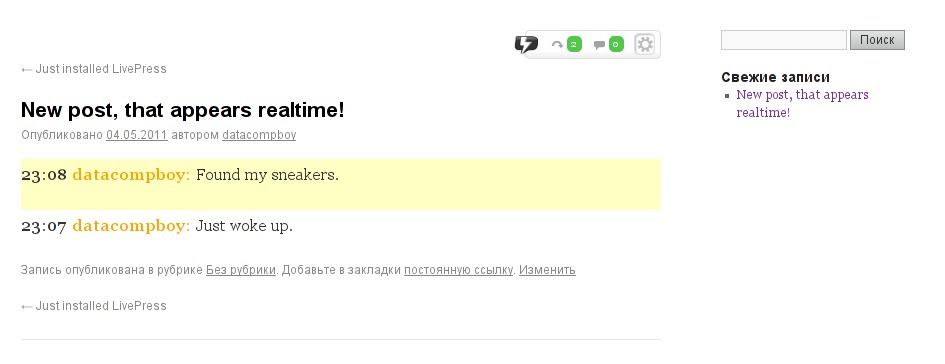 2 0
← Just installed LivePress
New post, that appears realtime!
Опубликовано 04.05.2011 автором datacompboy
23:08 datacompboy: Found my sneakers.
23:07 datacompboy: Just woke up.
Запись опубликована в рубрике Без рубрики. Добавьте в закладки постоянную ссылку. Изменить
← Just installed LivePress
Поиск
Свежие записи
New post, that appears
realtime!